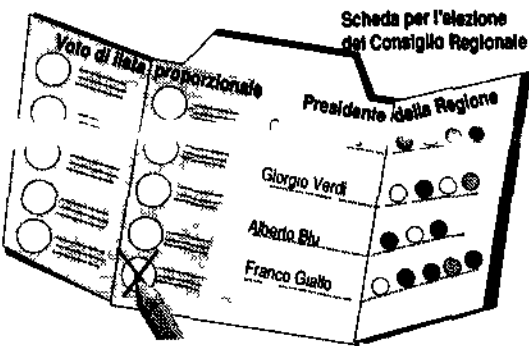 Scheda per l'elezione
del Consiglio Regionale
Voto di lista proporzionale
Presidente della Regione
Giorgio Verdi
Alberto Blu
Franco Giallo